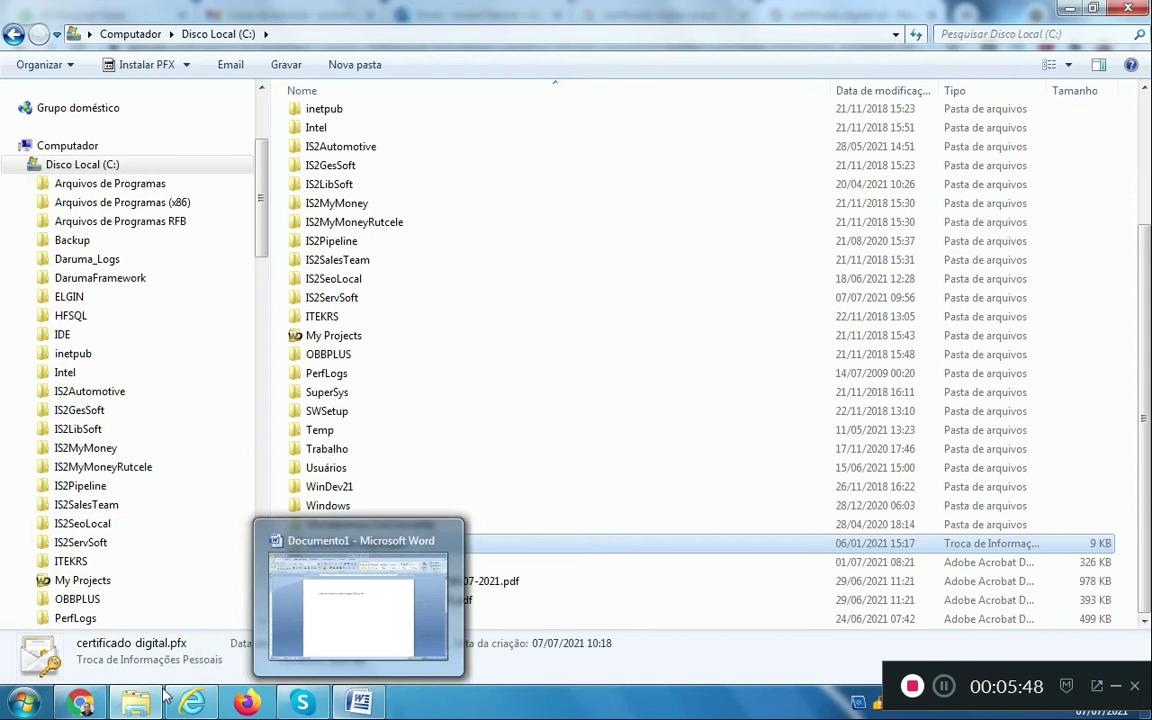 Computador
Disco Local (C:)
Pesquisar Disco Local (C:)
Organizar
Instalar PFX
Email
Gravar
Nova pasta
Nome
Data de modificaç...
Tipo
Tamanho
Grupo doméstico
Computador
Disco Local (C:)
Arquivos de Programas
Arquivos de Programas (x86)
Arquivos de Programas RFB
Backup
Daruma_Logs
DarumaFramework
ELGIN
HFSQL
IDE
inetpub
Intel
IS2Automotive
IS2GesSoft
IS2LibSoft
IS2MyMoney
IS2MyMoneyRutcele
IS2Pipeline
IS2SalesTeam
IS2SeoLocal
IS2ServSoft
ITEKRS
My Projects
OBBPLUS
PerfLogs
inetpub 21/11/2018 15:23 Pasta de arquivos
Intel 21/11/2018 15:51 Pasta de arquivos
IS2Automotive 28/05/2021 14:51 Pasta de arquivos
IS2GesSoft 21/11/2018 15:23 Pasta de arquivos
IS2LibSoft 20/04/2021 10:26 Pasta de arquivos
IS2MyMoney 21/11/2018 15:30 Pasta de arquivos
IS2MyMoneyRutcele 21/11/2018 15:30 Pasta de arquivos
IS2Pipeline 21/08/2020 15:37 Pasta de arquivos
IS2SalesTeam 21/11/2018 15:31 Pasta de arquivos
IS2SeoLocal 18/06/2021 12:28 Pasta de arquivos
IS2ServSoft 07/07/2021 09:56 Pasta de arquivos
ITEKRS 22/11/2018 13:05 Pasta de arquivos
My Projects 21/11/2018 15:43 Pasta de arquivos
OBBPLUS 21/11/2018 15:48 Pasta de arquivos
PerfLogs 14/07/2009 00:20 Pasta de arquivos
SuperSys 21/11/2018 16:11 Pasta de arquivos
SWSetup 22/11/2018 13:10 Pasta de arquivos
Temp 11/05/2021 13:23 Pasta de arquivos
Trabalho 17/11/2020 17:46 Pasta de arquivos
Usuários 15/06/2021 15:00 Pasta de arquivos
WinDev21 26/11/2018 16:22 Pasta de arquivos
Windows 28/12/2020 06:03 Pasta de arquivos
28/04/2020 18:14 Pasta de arquivos
06/01/2021 15:17 Troca de Informaç... 9 KB
01/07/2021 08:21 Adobe Acrobat D... 326 KB
07-2021.pdf 29/06/2021 11:21 Adobe Acrobat D... 978 KB
df 29/06/2021 11:21 Adobe Acrobat D... 393 KB
24/06/2021 07:42 Adobe Acrobat D... 499 KB
Documento1 - Microsoft Word
certificado digital.pfx
Data
ta da criação: 07/07/2021 10:18
Troca de Informações Pessoais
00:05:48
07/07/2021